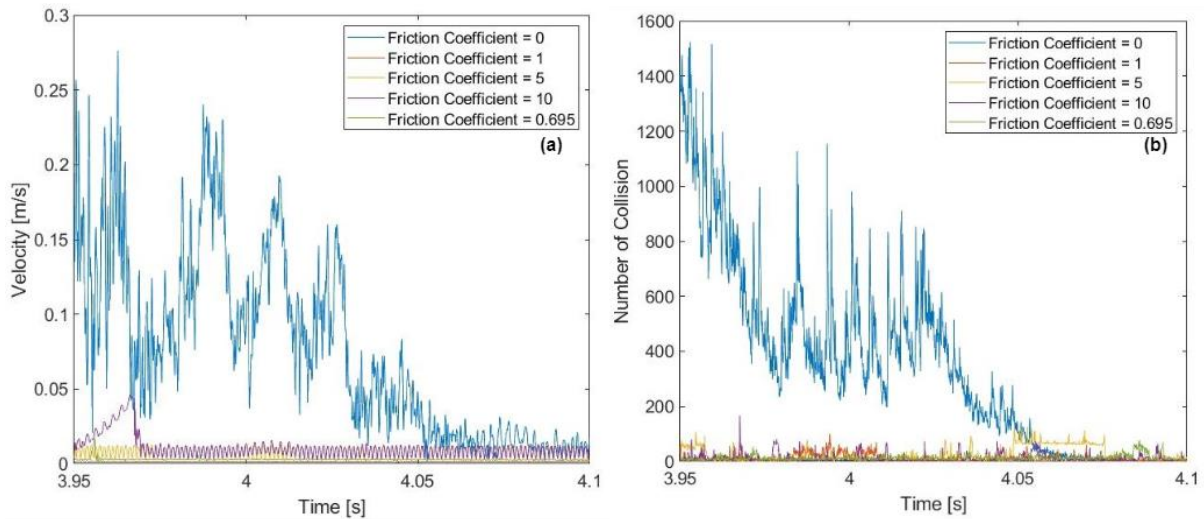 0.3
0.25
0.2
0.15
0.1
0.05
0
Velocity [m/s]
Friction Coefficient = 0
Friction Coefficient = 1
Friction Coefficient = 5
Friction Coefficient = 10
Friction Coefficient = 0.695
(a)
3.95
4
4.05
4.1
Time [s]
1600
1400
1200
1000
800
600
400
200
0
Number of Collision
Friction Coefficient = 0
Friction Coefficient = 1
Friction Coefficient = 5
Friction Coefficient = 10
Friction Coefficient = 0.695
(b)
3.95
4
4.05
4.1
Time [s]